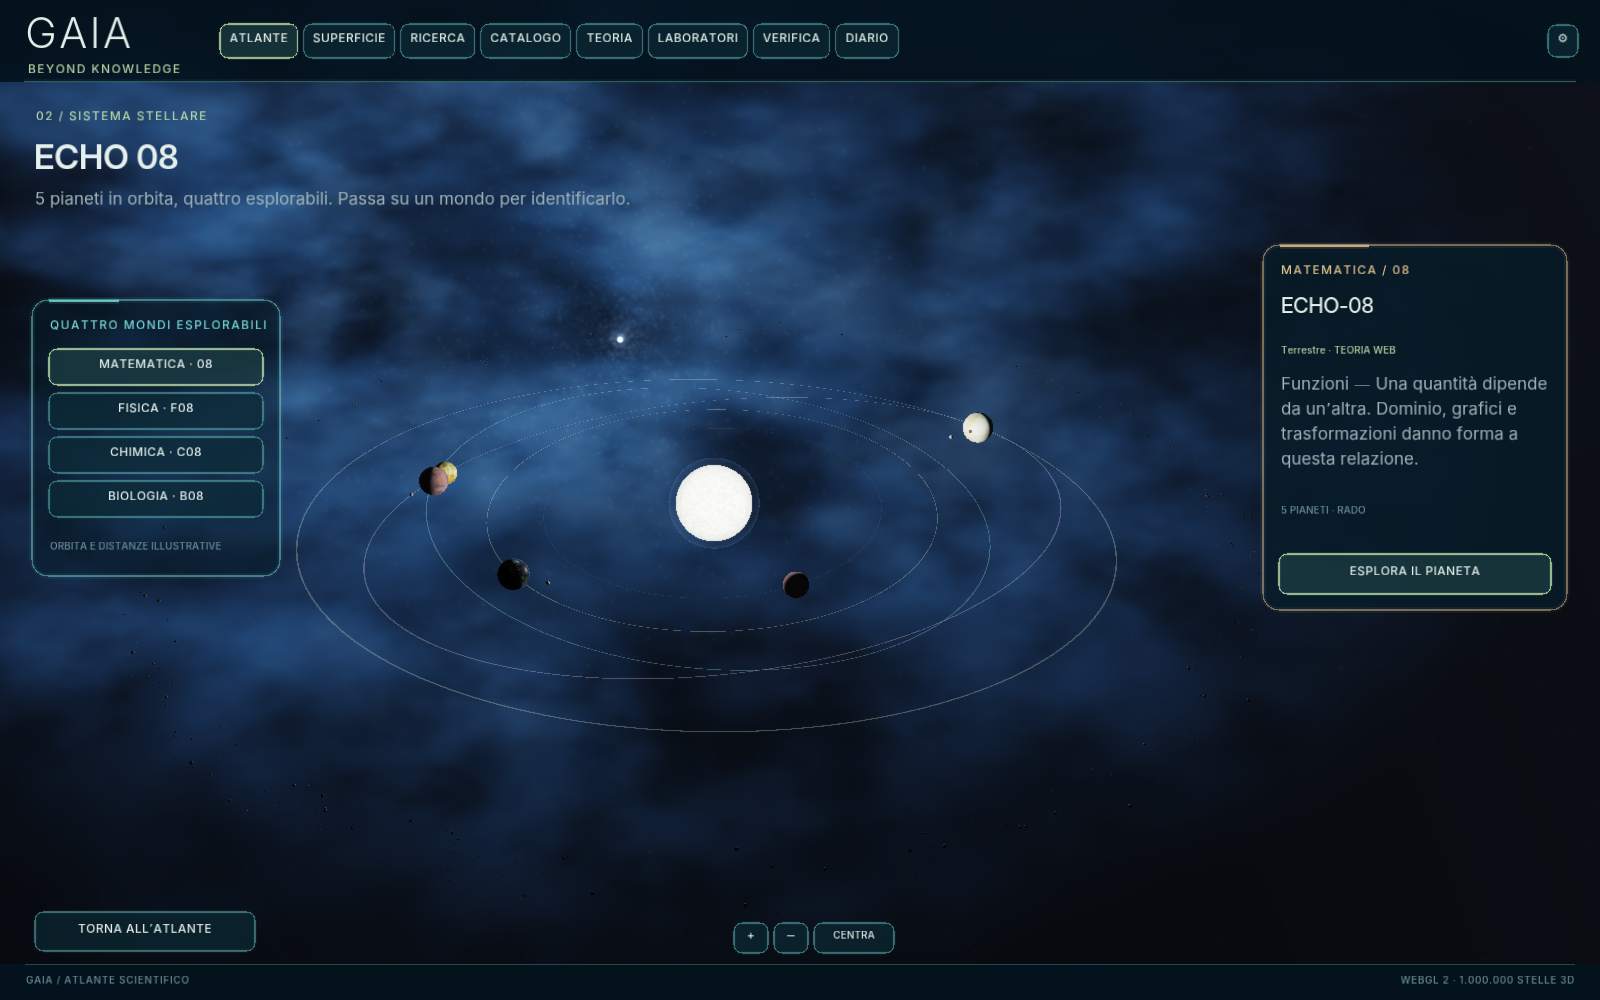 GAIA
BEYOND KNOWLEDGE
ATLANTE
SUPERFICIE
RICERCA
CATALOGO
TEORIA
LABORATORI
VERIFICA
DIARIO
02 / SISTEMA STELLARE
ECHO 08
5 pianeti in orbita, quattro esplorabili. Passa su un mondo per identificarlo.
QUATTRO MONDI ESPLORABILI
MATEMATICA · 08
FISICA · F08
CHIMICA · C08
BIOLOGIA · B08
ORBITA E DISTANZE ILLUSTRATIVE
MATEMATICA / 08
ECHO-08
Terrestre · TEORIA WEB
Funzioni — Una quantità dipende
da un’altra. Dominio, grafici e
trasformazioni danno forma a
questa relazione.
5 PIANETI · RADO
ESPLORA IL PIANETA
TORNA ALL’ATLANTE
+
—
CENTRA
GAIA / ATLANTE SCIENTIFICO
WEBGL 2 · 1.000.000 STELLE 3D